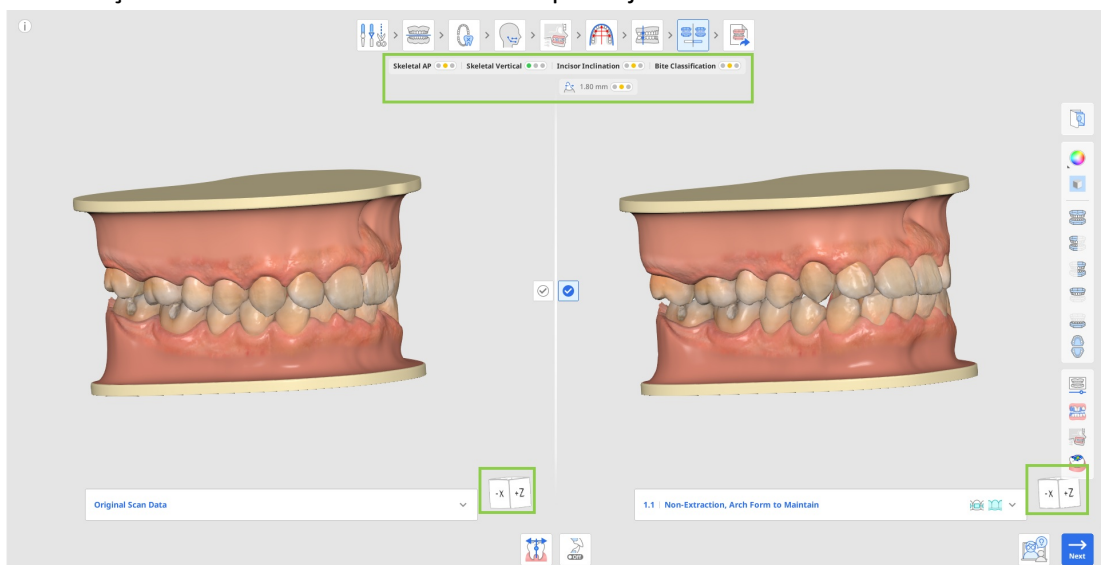 i
Skeletal AP Skeletal Vertical Incisor Inclination Bite Classification
1.80 mm
Original Scan Data
-X +Z
1.1 | Non-Extraction, Arch Form to Maintain
-X +Z
OFF
Next